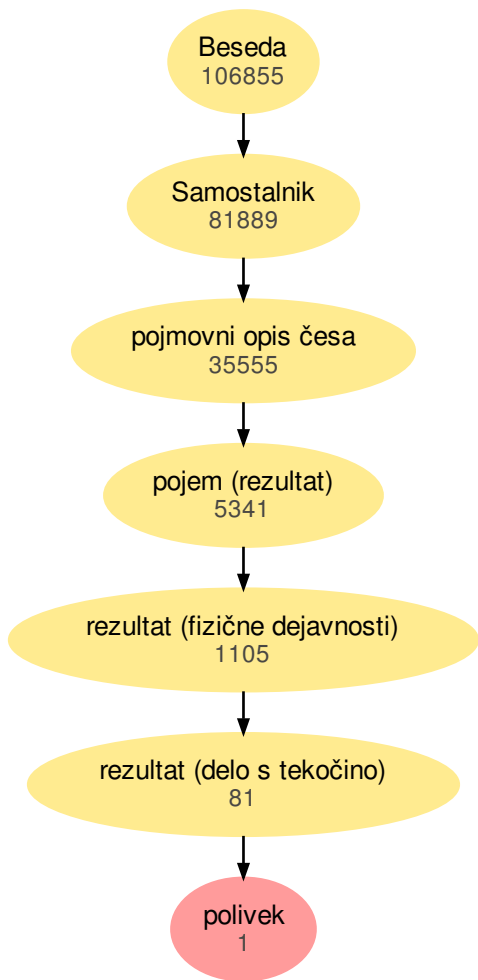 Beseda
106855
Samostalnik
81889
pojmovni opis česa
35555
pojem (rezultat)
5341
rezultat (fizične dejavnosti)
1105
rezultat (delo s tekočino)
81
polivek
1